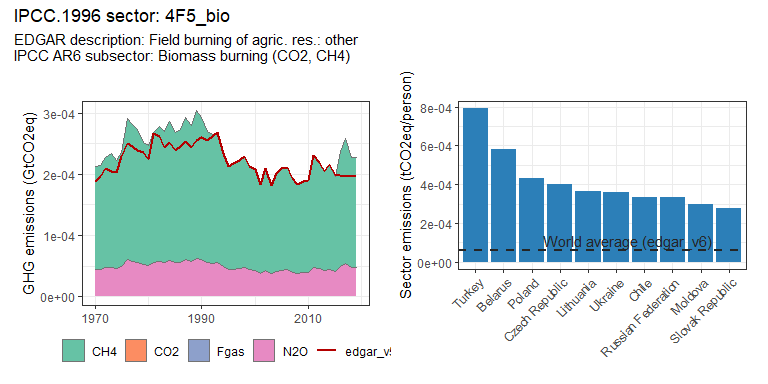 IPCC.1996 sector: 4F5_bio
EDGAR description: Field burning of agric. res.: other
IPCC AR6 subsector: Biomass burning (CO2, CH4)
GHG emissions (GtCO2eq)
3e-04
2e-04
1e-04
0e+00
1970
1990
2010
CH4
CO2
Fgas
N2O
Sector emissions (tCO2eq/person)
8e-04
6e-04
4e-04
2e-04
0e+00
World average (edgar_v6)
Turkey
Belarus
Poland
Czech Republic
Lithuania
Ukraine
Chile
Russian Federation
Moldova
Slovak Republic